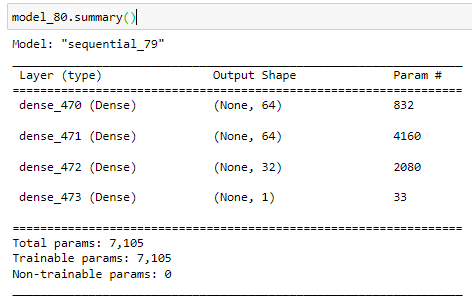 model_80.summary()
Model: "sequential_79"
_________________________________________________________________
Layer (type) Output Shape Param #
=================================================================
dense_470 (Dense) (None, 64) 832
dense_471 (Dense) (None, 64) 4160
dense_472 (Dense) (None, 32) 2080
dense_473 (Dense) (None, 1) 33
=================================================================
Total params: 7,105
Trainable params: 7,105
Non-trainable params: 0
_________________________________________________________________